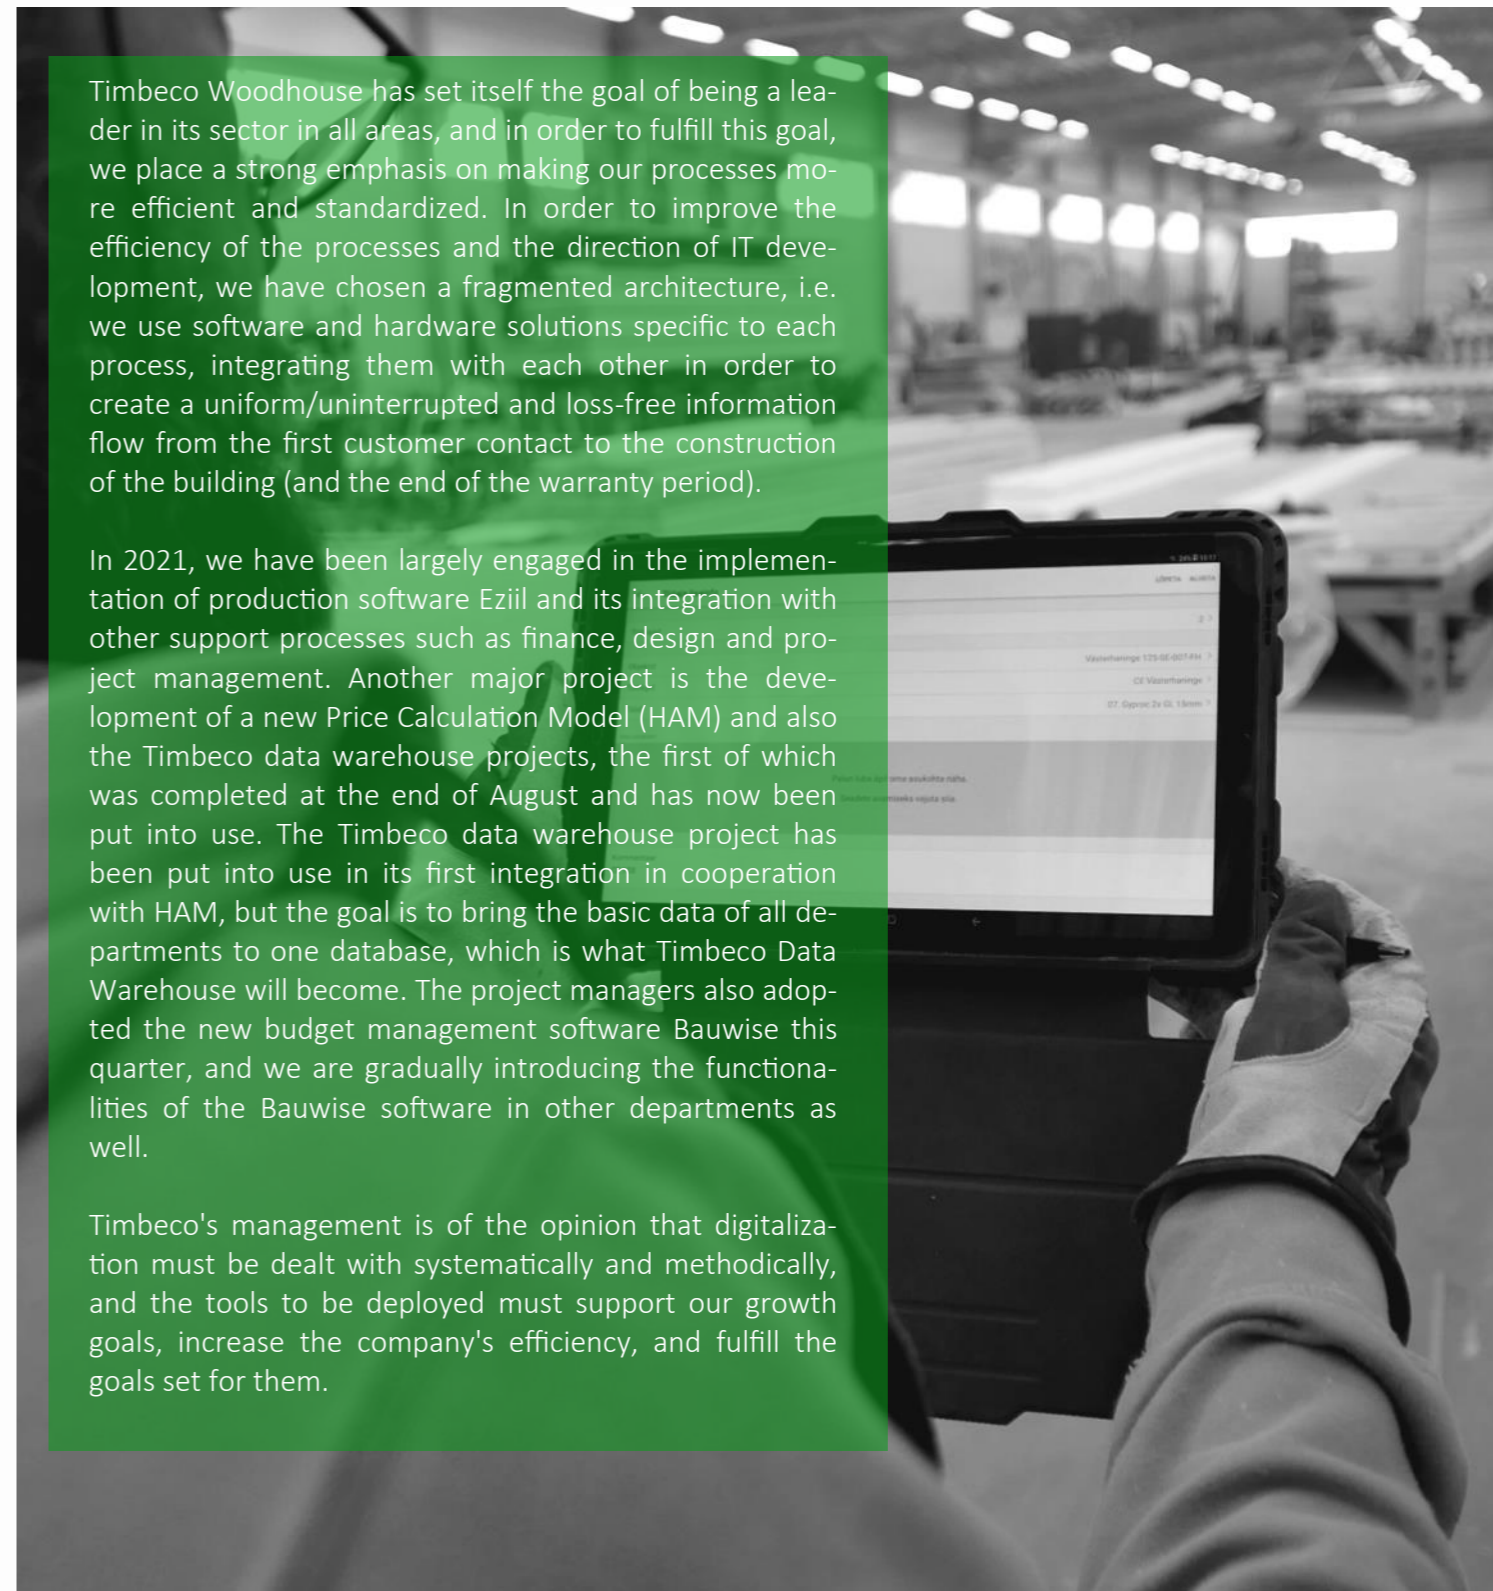 Timbeco Woodhouse has set itself the goal of being a lea-
der in its sector in all areas, and in order to fulfill this goal,
we place a strong emphasis on making our processes mo-
re efficient and standardized. In order to improve the
efficiency of the processes and the direction of IT deve-
lopment, we have chosen a fragmented architecture, i.e.
we use software and hardware solutions specific to each
process, integrating them with each other in order to
create a uniform/uninterrupted and loss-free information
flow from the first customer contact to the construction
of the building (and the end of the warranty period).
In 2021, we have been largely engaged in the implemen-
tation of production software Eziil and its integration with
other support processes such as finance, design and pro-
ject management. Another major project is the deve-
lopment of a new Price Calculation Model (HAM) and also
the Timbeco data warehouse projects, the first of which
was completed at the end of August and has now been
put into use. The Timbeco data warehouse project has
been put into use in its first integration in cooperation
with HAM, but the goal is to bring the basic data of all de-
partments to one database, which is what Timbeco Data
Warehouse will become. The project managers also adop-
ted the new budget management software Bauwise this
quarter, and we are gradually introducing the functiona-
lities of the Bauwise software in other departments as
well.
Timbeco's management is of the opinion that digitaliza-
tion must be dealt with systematically and methodically,
and the tools to be deployed must support our growth
goals, increase the company's efficiency, and fulfill the
goals set for them.
LÕPETA ALUSTA
2 >
CE Västerhaninge >
07. Gyproc 2x GL 15mm >